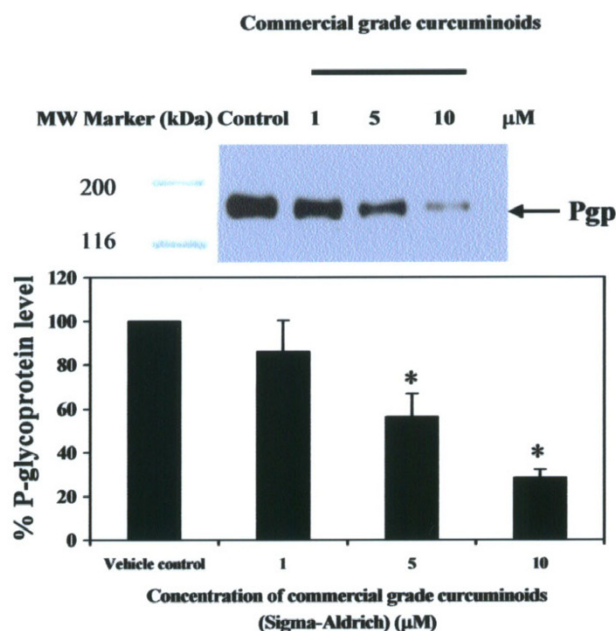 Commercial grade curcuminoids
MW Marker (kDa) Control 1 5 10 μM
200
Pgp
116
120
100
80
60
40
20
0
% P-glycoprotein level
*
*
Vehicle control 1 5 10
Concentration of commercial grade curcuminoids
(Sigma-Aldrich) (μM)